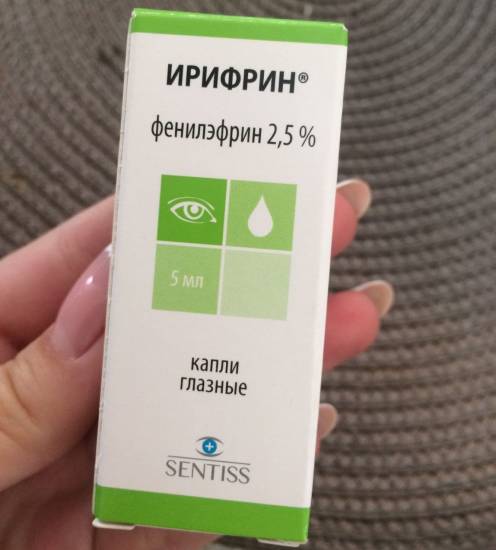 ИРИФРИН®
фенилэфрин 2,5 %
5 мл
капли
глазные
SENTISS